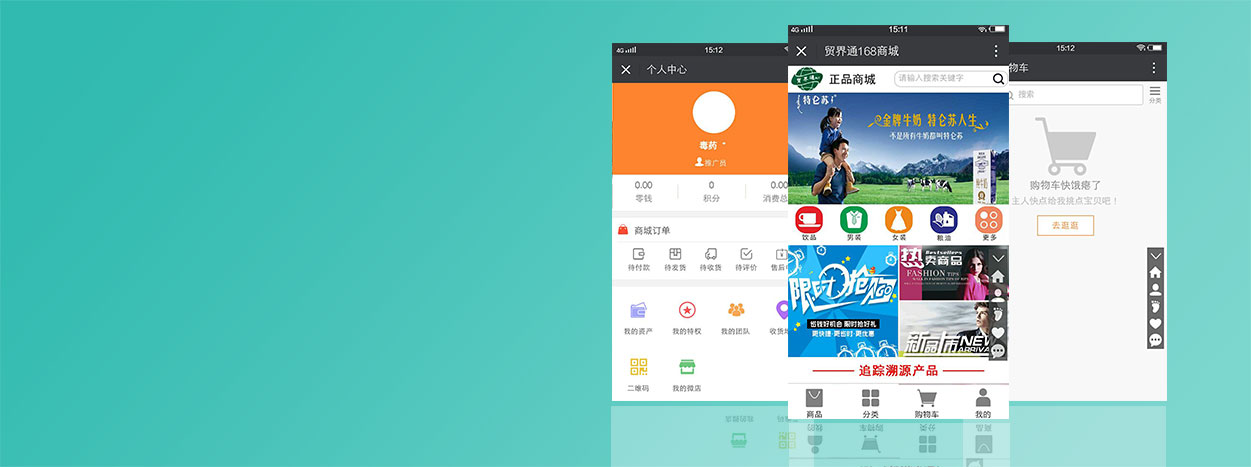 4G 15:12
个人中心
毒药
推广员
0.00 0 0.00
零钱 积分 消费总
商城订单
待付款 待发货 待收货 待评价 售后
我的资产 我的特权 我的团队 收货地
二维码 我的微店
4G 15:11
贸界通168商城
正品商城 请输入搜索关键字
特仑苏
金牌牛奶 特仑苏人生
不是所有牛奶都叫特仑苏
纯牛奶
饮品 男装 女装 粮油 更多
限时抢GO
省钱好机会 限时抢好礼
更快捷·更省时·更优惠
Bestsellers
热卖商品
FASHION TIPS
新品上市 NEW
ARRIVAL
追踪溯源产品
商品 分类 购物车 我的
15:12
物车
搜索 分类
购物车快饿瘪了
主人快点给我挑点宝贝吧！
去逛逛